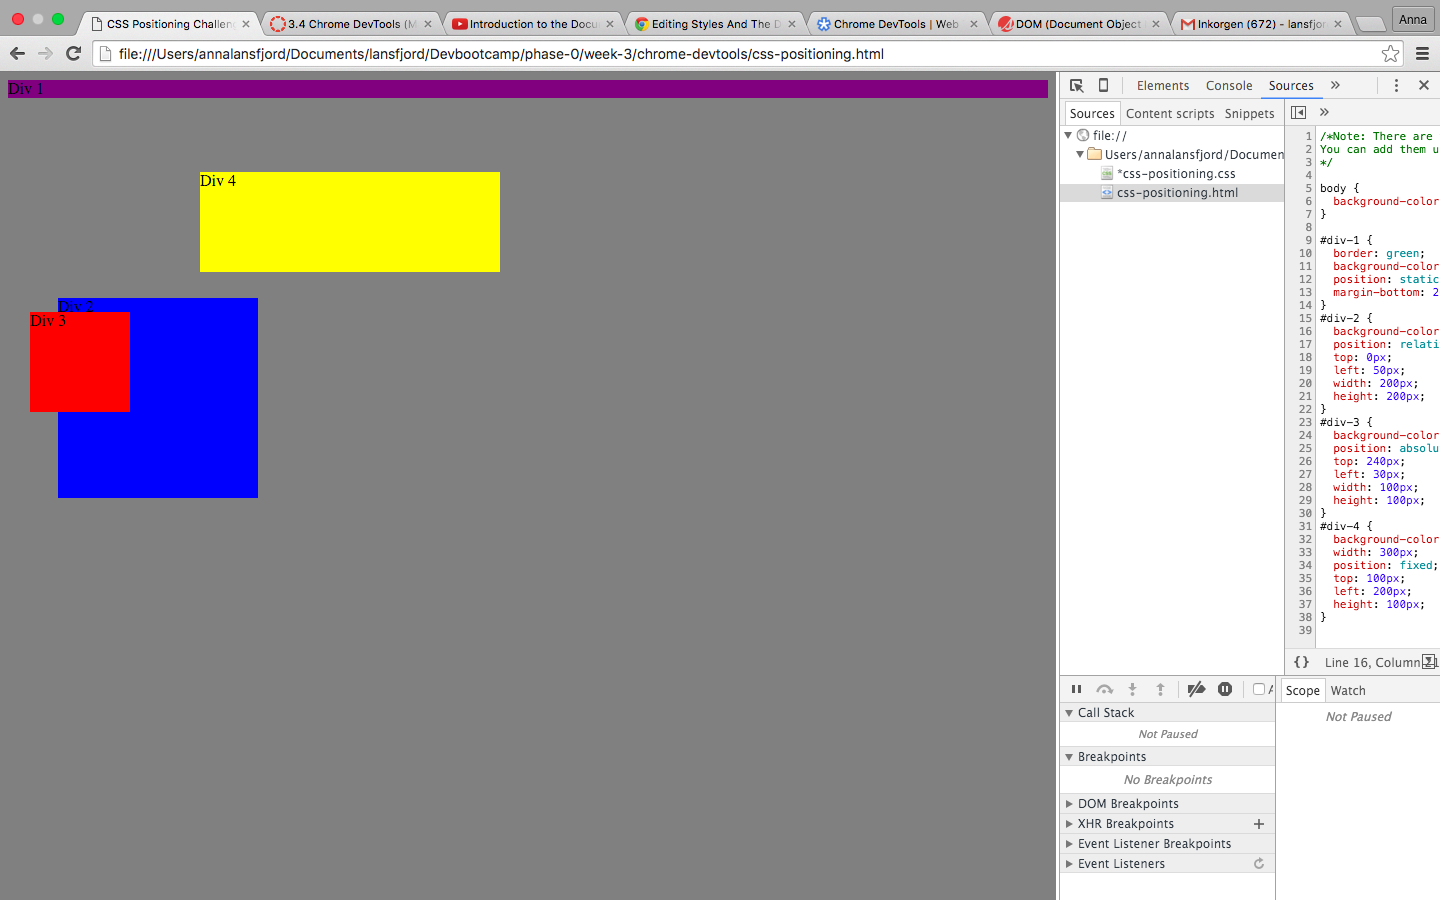 CSS Positioning Challen
3.4 Chrome DevTools (M
Introduction to the Docu
Editing Styles And The D
Chrome DevTools | Web
DOM (Document Object
Inkorgen (672) - lansfjor
Anna
file:///Users/annalansfjord/Documents/lansfjord/Devbootcamp/phase-0/week-3/chrome-devtools/css-positioning.html
Div 1
Div 4
Div 2
Div 3
Elements Console Sources »
Sources Content scripts Snippets »
file://
Users/annalansfjord/Documen
*css-positioning.css
css-positioning.html
1 /*Note: There are
2 You can add them u
3 */
4
5 body {
6 background-color
7 }
8
9 #div-1 {
10 border: green;
11 background-color
12 position: static
13 margin-bottom: 2
14 }
15 #div-2 {
16 background-color
17 position: relati
18 top: 0px;
19 left: 50px;
20 width: 200px;
21 height: 200px;
22 }
23 #div-3 {
24 background-color
25 position: absolu
26 top: 240px;
27 left: 30px;
28 width: 100px;
29 height: 100px;
30 }
31 #div-4 {
32 background-color
33 width: 300px;
34 position: fixed;
35 top: 100px;
36 left: 200px;
37 height: 100px;
38 }
39
{} Line 16, Column
Scope Watch
Not Paused
Call Stack
Not Paused
Breakpoints
No Breakpoints
DOM Breakpoints
XHR Breakpoints +
Event Listener Breakpoints
Event Listeners